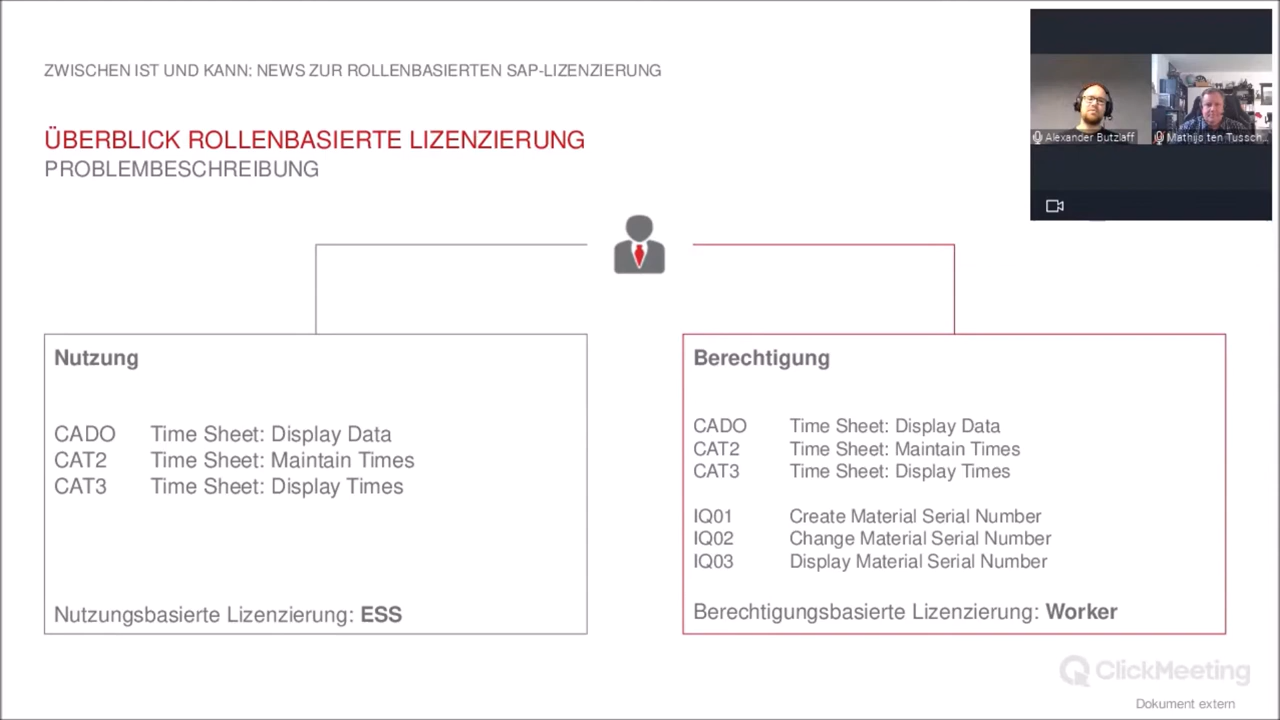 ZWISCHEN IST UND KANN: NEWS ZUR ROLLENBASIERTEN SAP-LIZENZIERUNG
ÜBERBLICK ROLLENBASIERTE LIZENZIERUNG
PROBLEMBESCHREIBUNG
Alexander Butzlaff
Mathijs ten Tussch...
Nutzung
CADO Time Sheet: Display Data
CAT2 Time Sheet: Maintain Times
CAT3 Time Sheet: Display Times
Nutzungsbasierte Lizenzierung: ESS
Berechtigung
CADO Time Sheet: Display Data
CAT2 Time Sheet: Maintain Times
CAT3 Time Sheet: Display Times
IQ01 Create Material Serial Number
IQ02 Change Material Serial Number
IQ03 Display Material Serial Number
Berechtigungsbasierte Lizenzierung: Worker
ClickMeeting
Dokument extern